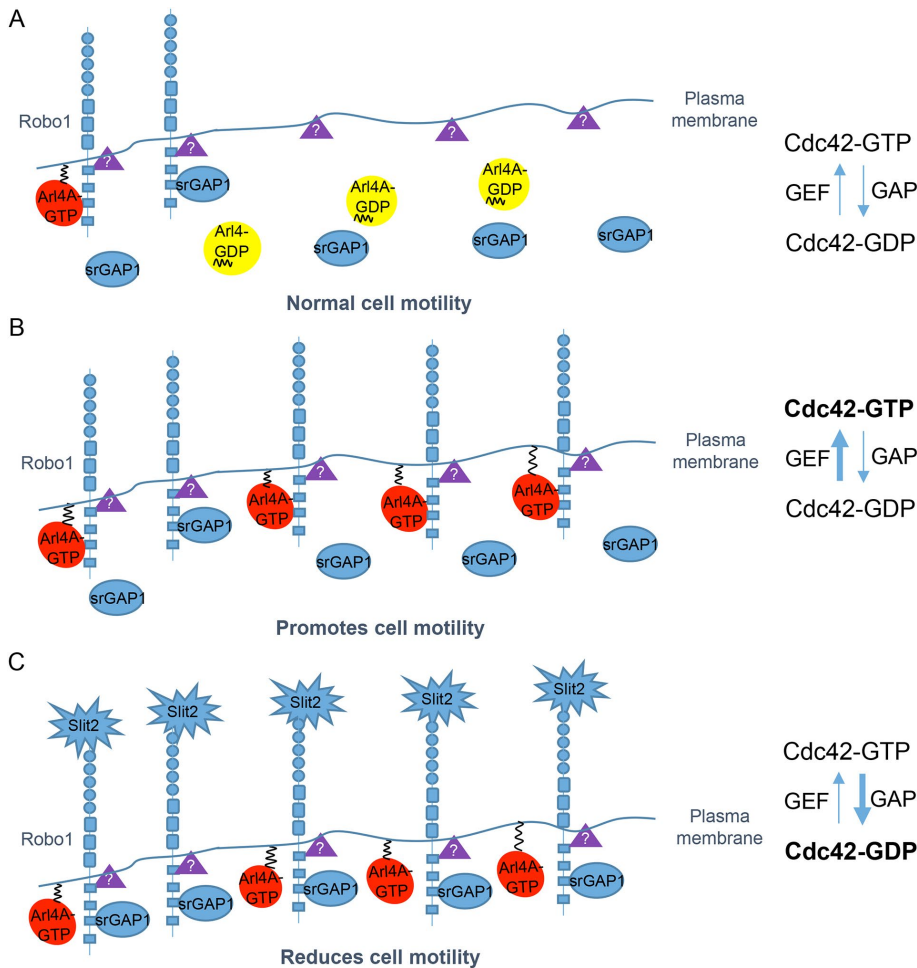 A
Robo1
Plasma
membrane
?
?
?
?
?
Arl4A-
GTP
srGAP1
Arl4A-
GDP
Arl4A-
GDP
Arl4-
GDP
srGAP1
srGAP1
srGAP1
srGAP1
Cdc42-GTP
GEF
GAP
Cdc42-GDP
Normal cell motility
B
Robo1
Plasma
membrane
?
?
?
?
?
Arl4A-
GTP
srGAP1
Arl4A-
GTP
Arl4A-
GTP
Arl4A-
GTP
srGAP1
srGAP1
srGAP1
srGAP1
Cdc42-GTP
GEF
GAP
Cdc42-GDP
Promotes cell motility
C
Slit2
Slit2
Slit2
Slit2
Slit2
Robo1
Plasma
membrane
?
?
?
?
?
Arl4A-
GTP
srGAP1
srGAP1
Arl4A-
GTP
srGAP1
Arl4A-
GTP
srGAP1
Arl4A-
GTP
srGAP1
Cdc42-GTP
GEF
GAP
Cdc42-GDP
Reduces cell motility